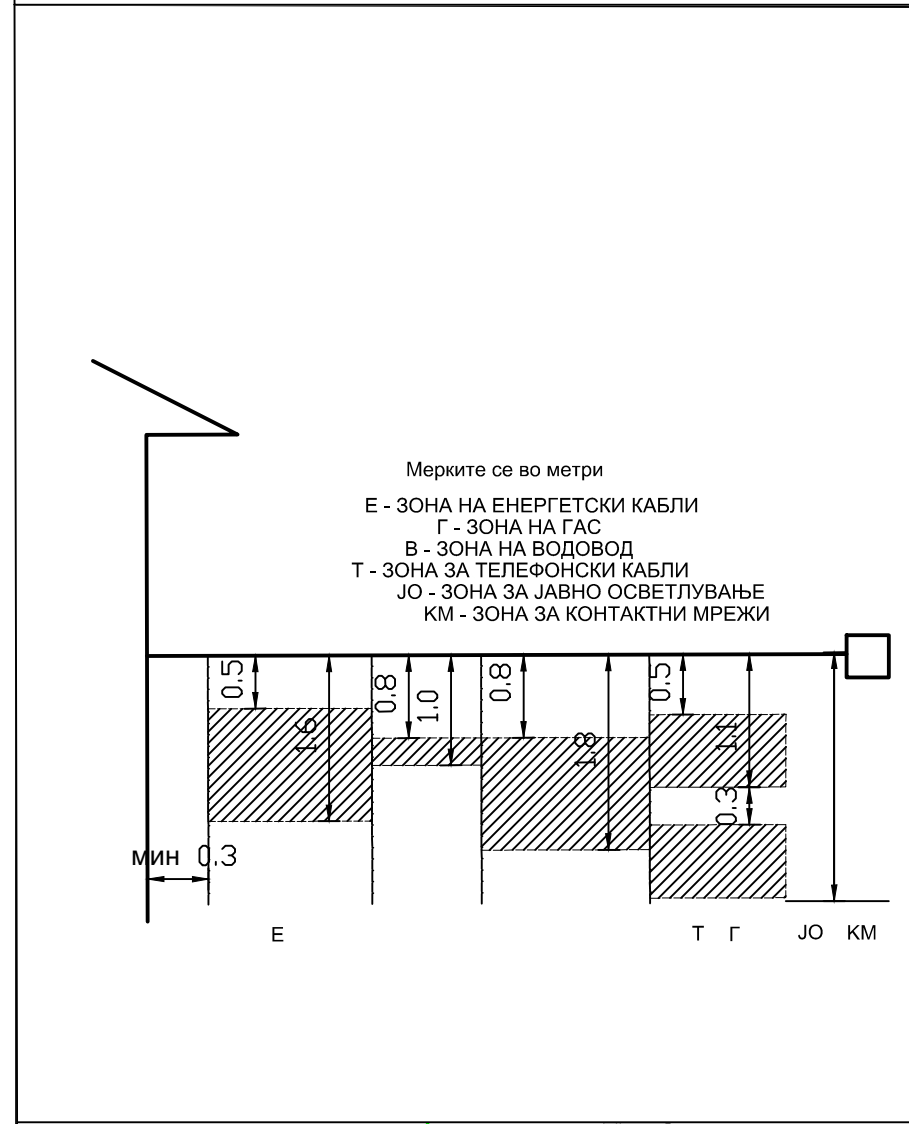 Мерките се во метри
Е - ЗОНА НА ЕНЕРГЕТСКИ КАБЛИ
Г - ЗОНА НА ГАС
В - ЗОНА НА ВОДОВОД
Т - ЗОНА ЗА ТЕЛЕФОНСКИ КАБЛИ
ЈО - ЗОНА ЗА ЈАВНО ОСВЕТЛУВАЊЕ
КМ - ЗОНА ЗА КОНТАКТНИ МРЕЖИ
0.5
1.6
0.8
1.0
0.8
1.8
0.5
1.1
0.3
мин 0.3
Е
Т Г ЈО КМ